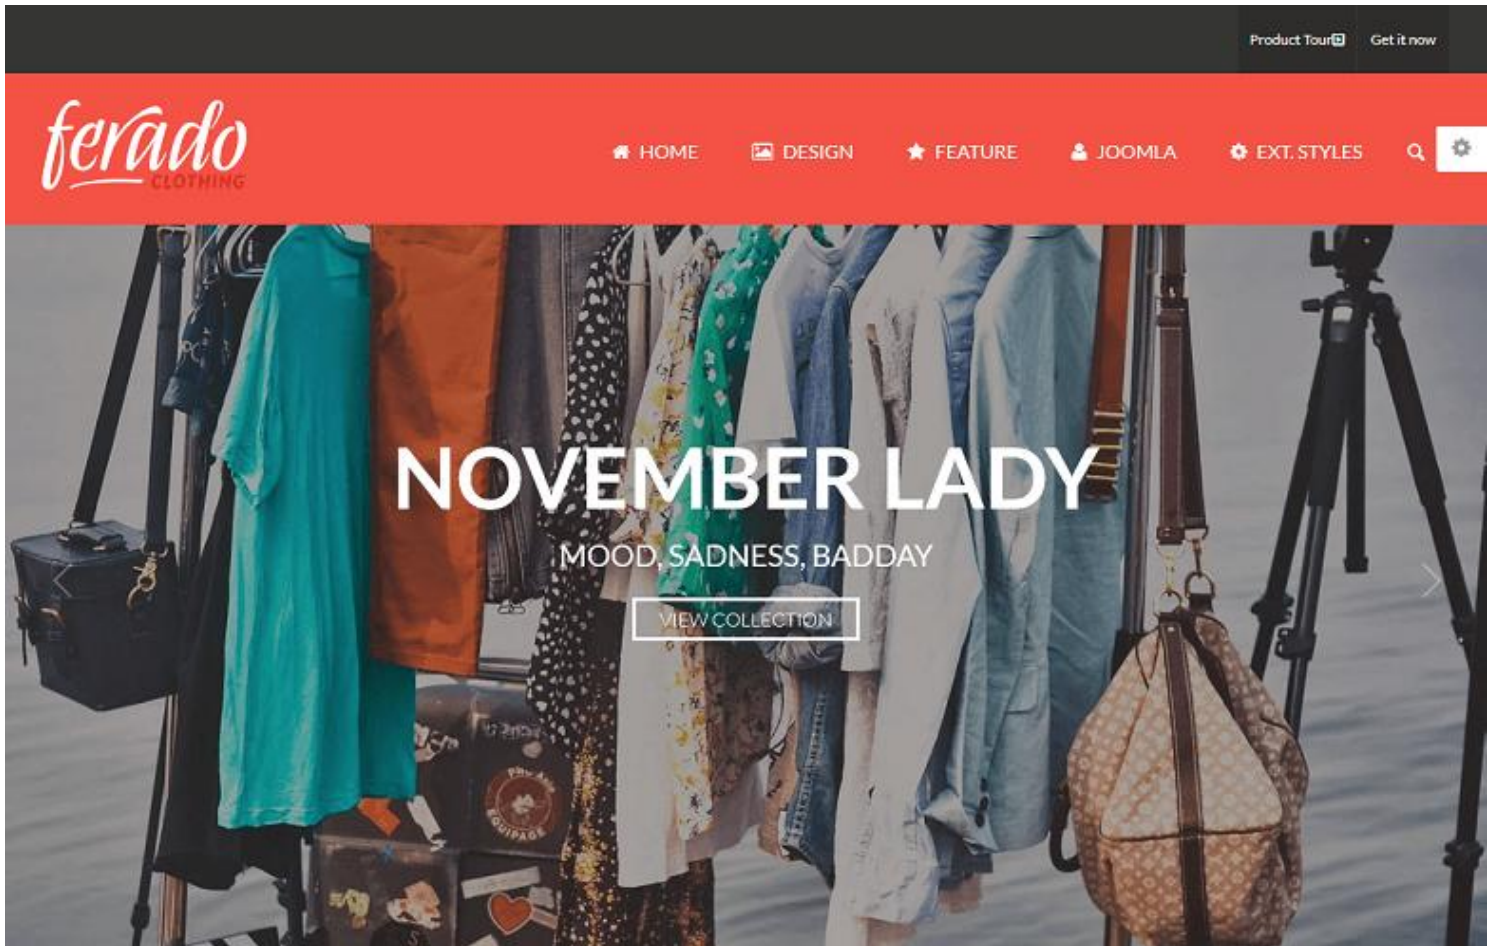 Product Tour Get it now
ferado
CLOTHING
HOME DESIGN FEATURE JOOMLA EXT. STYLES
NOVEMBER LADY
MOOD, SADNESS, BADDAY
VIEW COLLECTION
EQUIPAGE